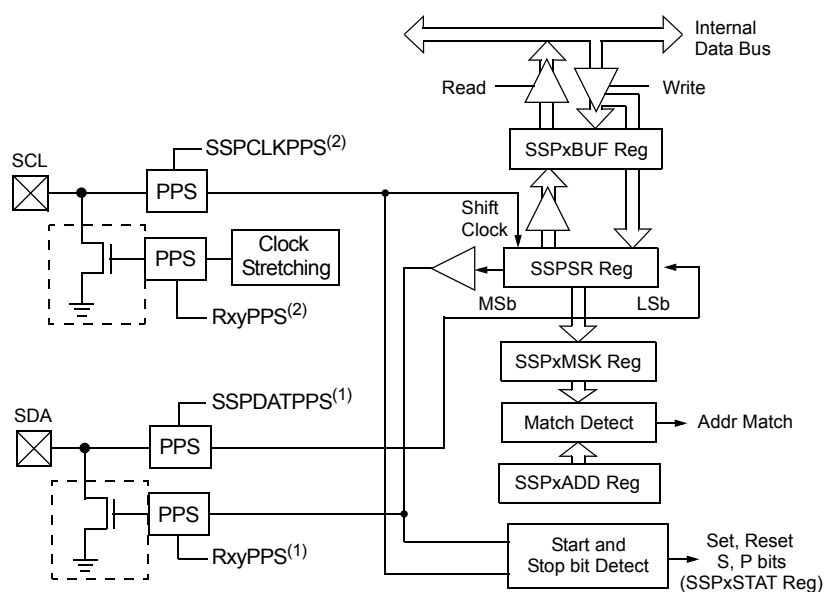 Internal
Data Bus
Read
Write
SSPxBUF Reg
SSPCLKPPS(2)
SCL
PPS
Shift
Clock
PPS
Clock
Stretching
SSPSR Reg
MSb
LSb
RxyPPS(2)
SSPxMSK Reg
SSPDATPPS(1)
SDA
PPS
Match Detect
Addr Match
SSPxADD Reg
PPS
RxyPPS(1)
Start and
Stop bit Detect
Set, Reset
S, P bits
(SSPxSTAT Reg)